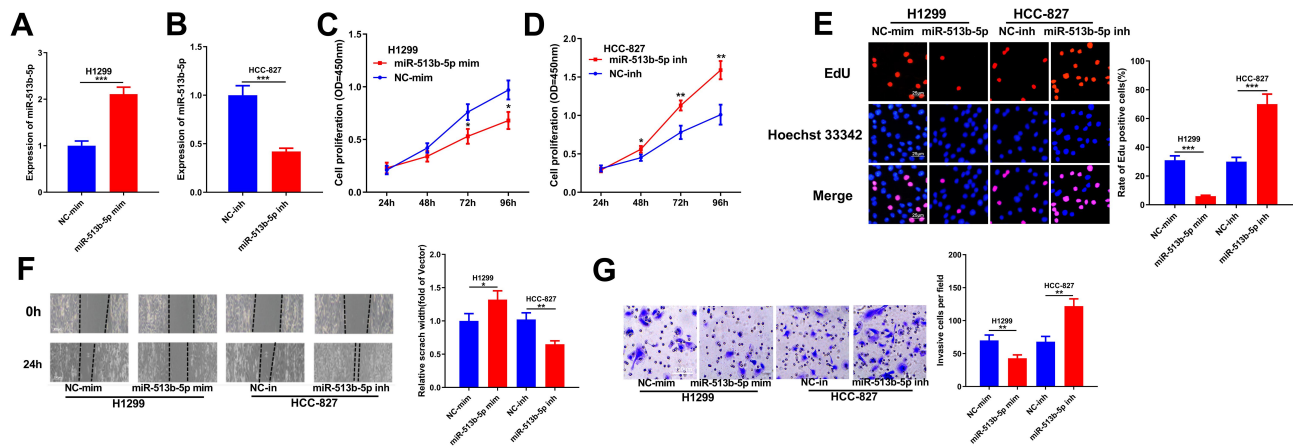 A
Expression of miR-513b-5p
3
2
1
0
H1299
***
NC-mim
miR-513b-5p mim
B
Expression of miR-513b-5p
1.5
1.0
0.5
0.0
HCC-827
***
NC-inh
miR-513b-5p inh
C
Cell proliferation (OD=450nm)
1.5
1.0
0.5
0.0
H1299
miR-513b-5p mim
NC-mim
*
*
24h 48h 72h 96h
D
Cell proliferation (OD=450nm)
2.0
1.5
1.0
0.5
0.0
HCC-827
miR-513b-5p inh
NC-inh
*
**
**
24h 48h 72h 96h
E
H1299 HCC-827
NC-mim miR-513b-5p NC-inh miR-513b-5p inh
EdU
Hoechst 33342
Merge
25μm
25μm
25μm
25μm
Rate of Edu positive cells(%)
100
80
60
40
20
0
H1299
***
HCC-827
***
NC-mim
miR-513b-5p mim
NC-inh
miR-513b-5p inh
F
0h
24h
NC-mim miR-513b-5p mim NC-in miR-513b-5p inh
H1299 HCC-827
Relative scrach width(fold of Vector)
2.0
1.5
1.0
0.5
0.0
H1299
*
HCC-827
**
NC-mim
miR-513b-5p mim
NC-inh
miR-513b-5p inh
G
NC-mim miR-513b-5p mim NC-in miR-513b-5p inh
H1299 HCC-827
Invasive cells per field
200
150
100
50
0
H1299
**
HCC-827
**
NC-mim
miR-513b-5p mim
NC-inh
miR-513b-5p inh